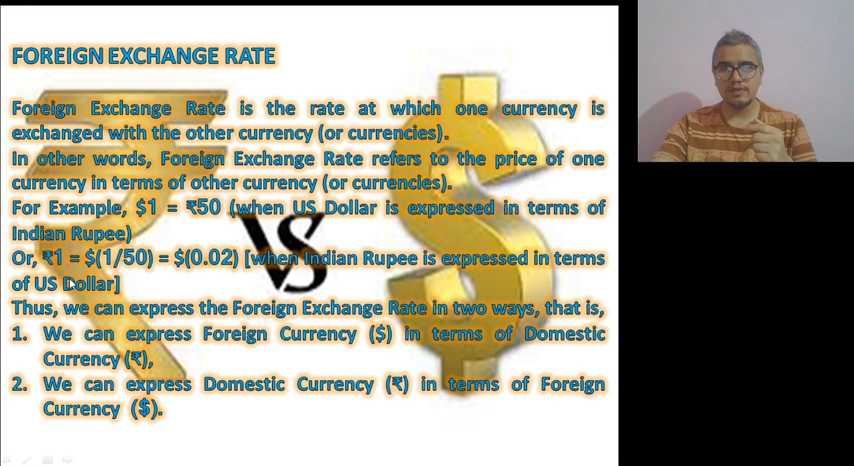 FOREIGN EXCHANGE RATE
Foreign Exchange Rate is the rate at which one currency is
exchanged with the other currency (or currencies).
In other words, Foreign Exchange Rate refers to the price of one
currency in terms of other currency (or currencies).
For Example, $1 = ₹50 (when US Dollar is expressed in terms of
Indian Rupee)
Or, ₹1 = $(1/50) = $(0.02) [when Indian Rupee is expressed in terms
of US Dollar]
Thus, we can express the Foreign Exchange Rate in two ways, that is,
1. We can express Foreign Currency ($) in terms of Domestic
Currency (₹),
2. We can express Domestic Currency (₹) in terms of Foreign
Currency ($).
VS